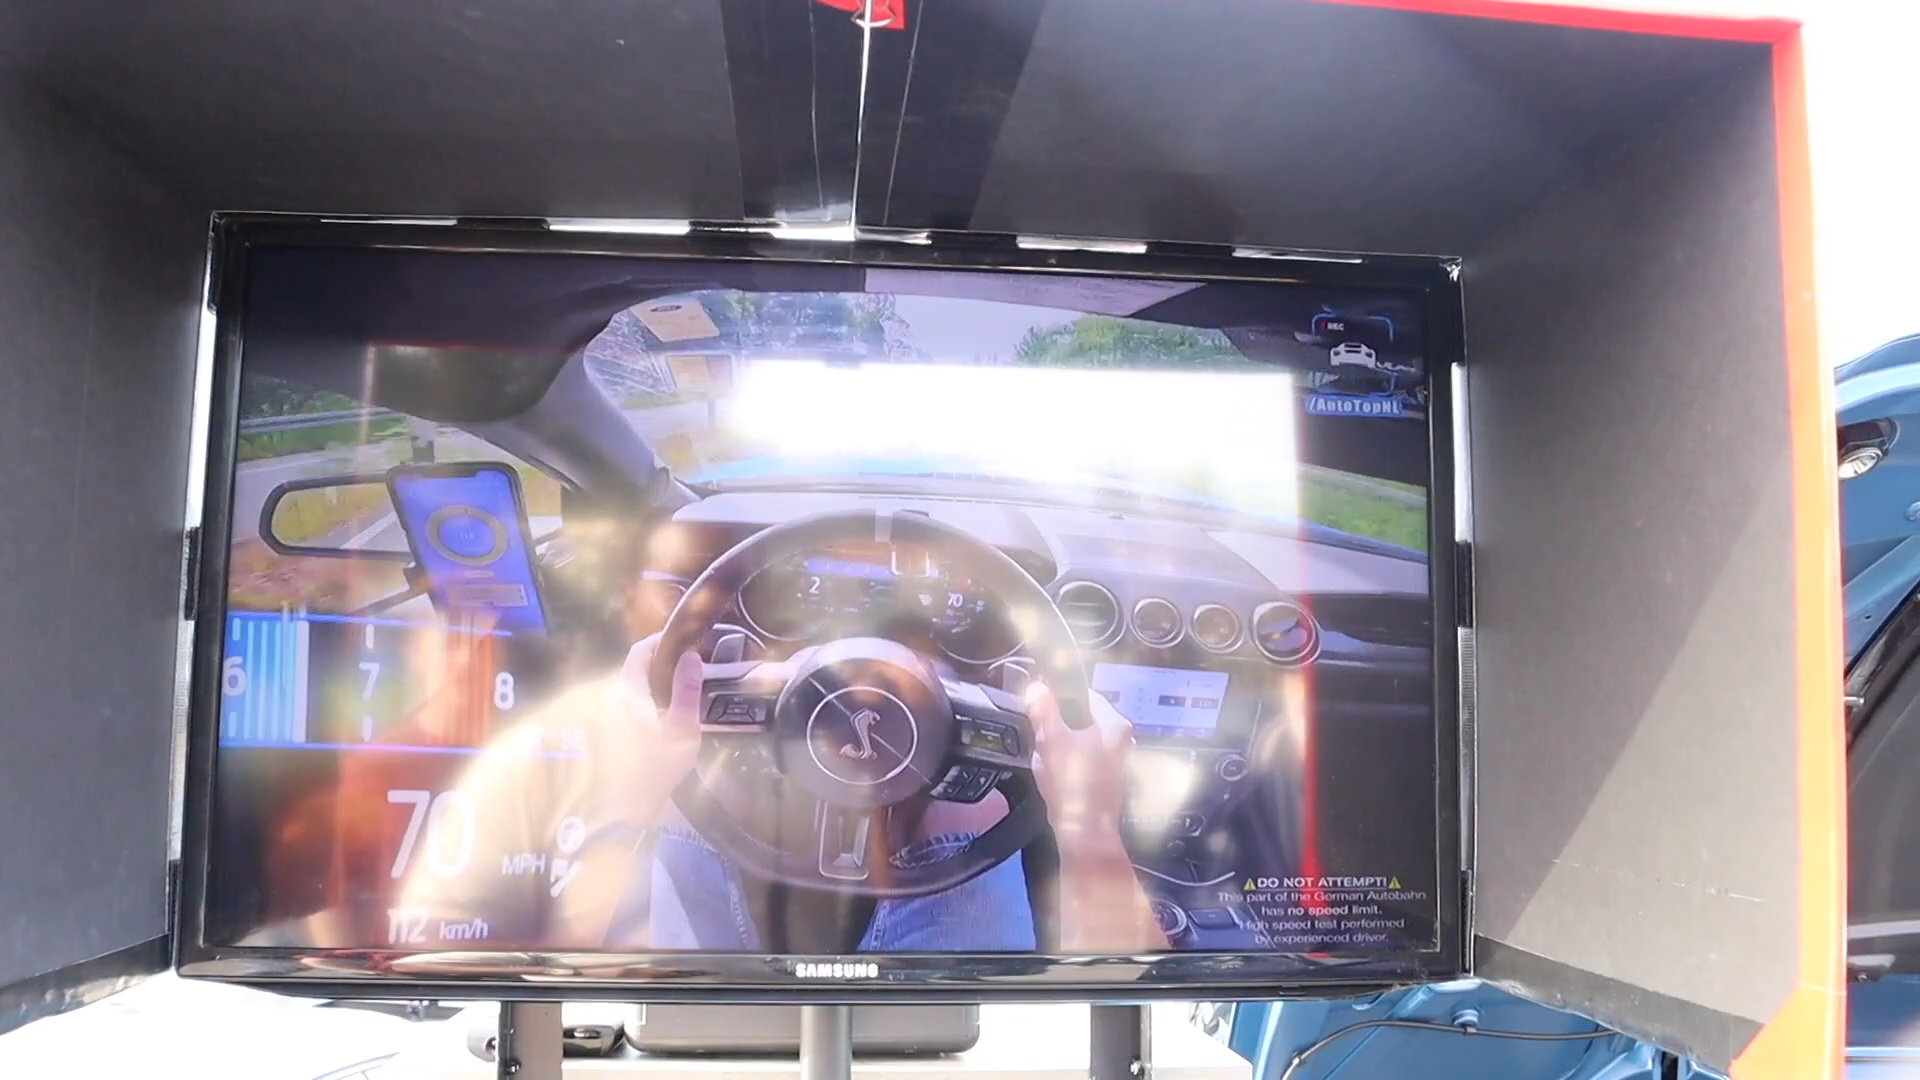 REC
/AutoTopNL
2
70
6
7
8
70
MPH
112 km/h
DO NOT ATTEMPT!
This part of the German Autobahn
has no speed limit.
High speed test performed
by experienced driver.
SAMSUNG